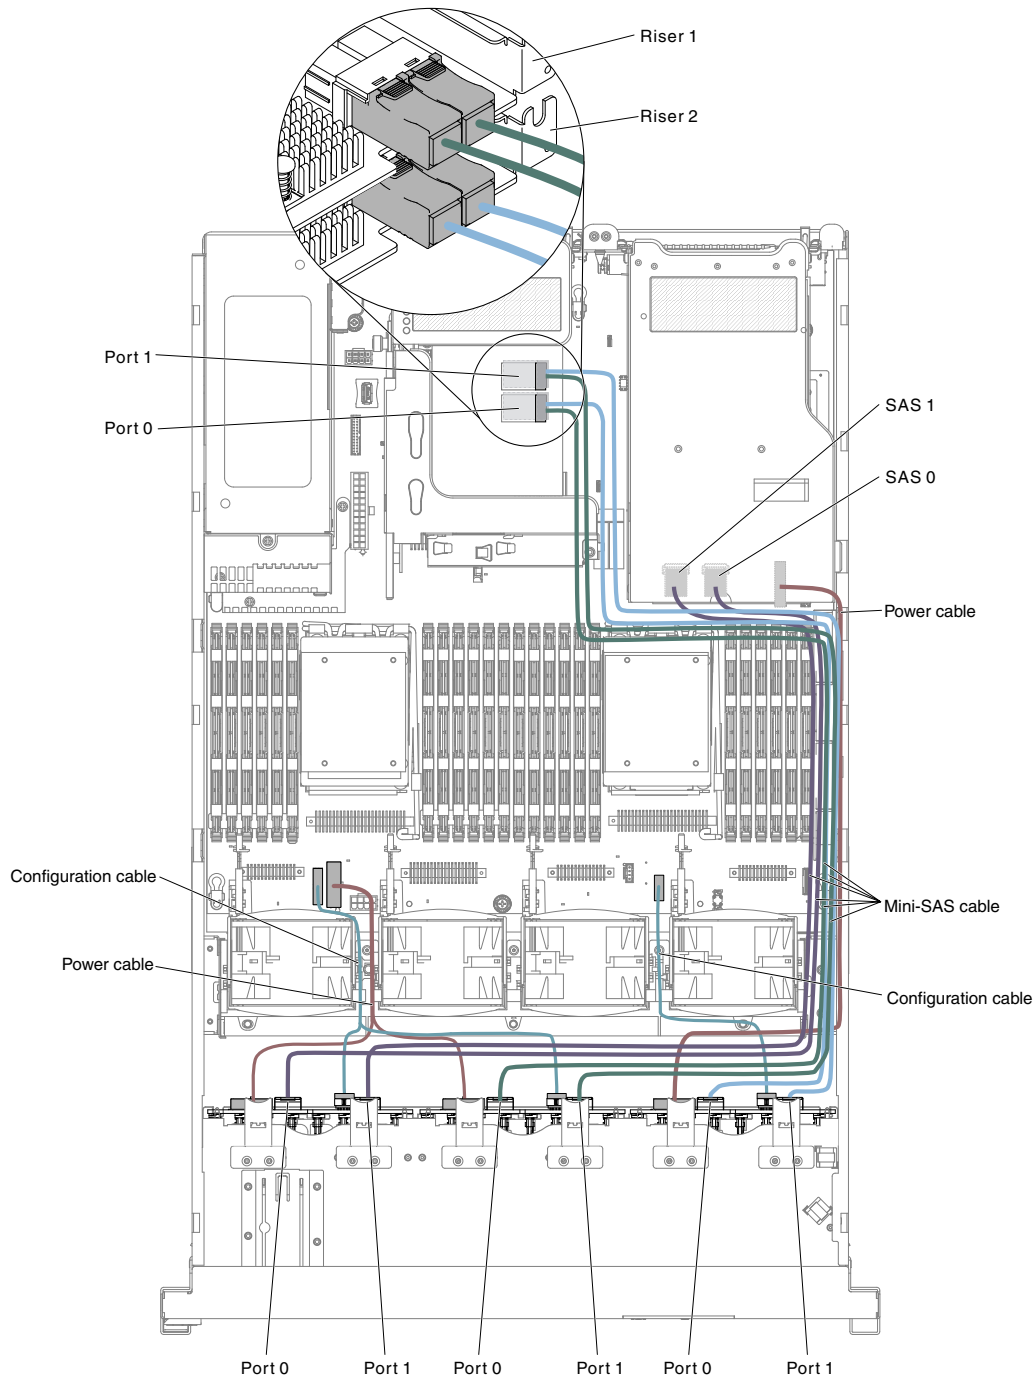 Riser 1
Riser 2
Port 1
Port 0
SAS 1
SAS 0
Power cable
Configuration cable
Mini-SAS cable
Power cable
Configuration cable
Port 0 Port 1 Port 0 Port 1 Port 0 Port 1